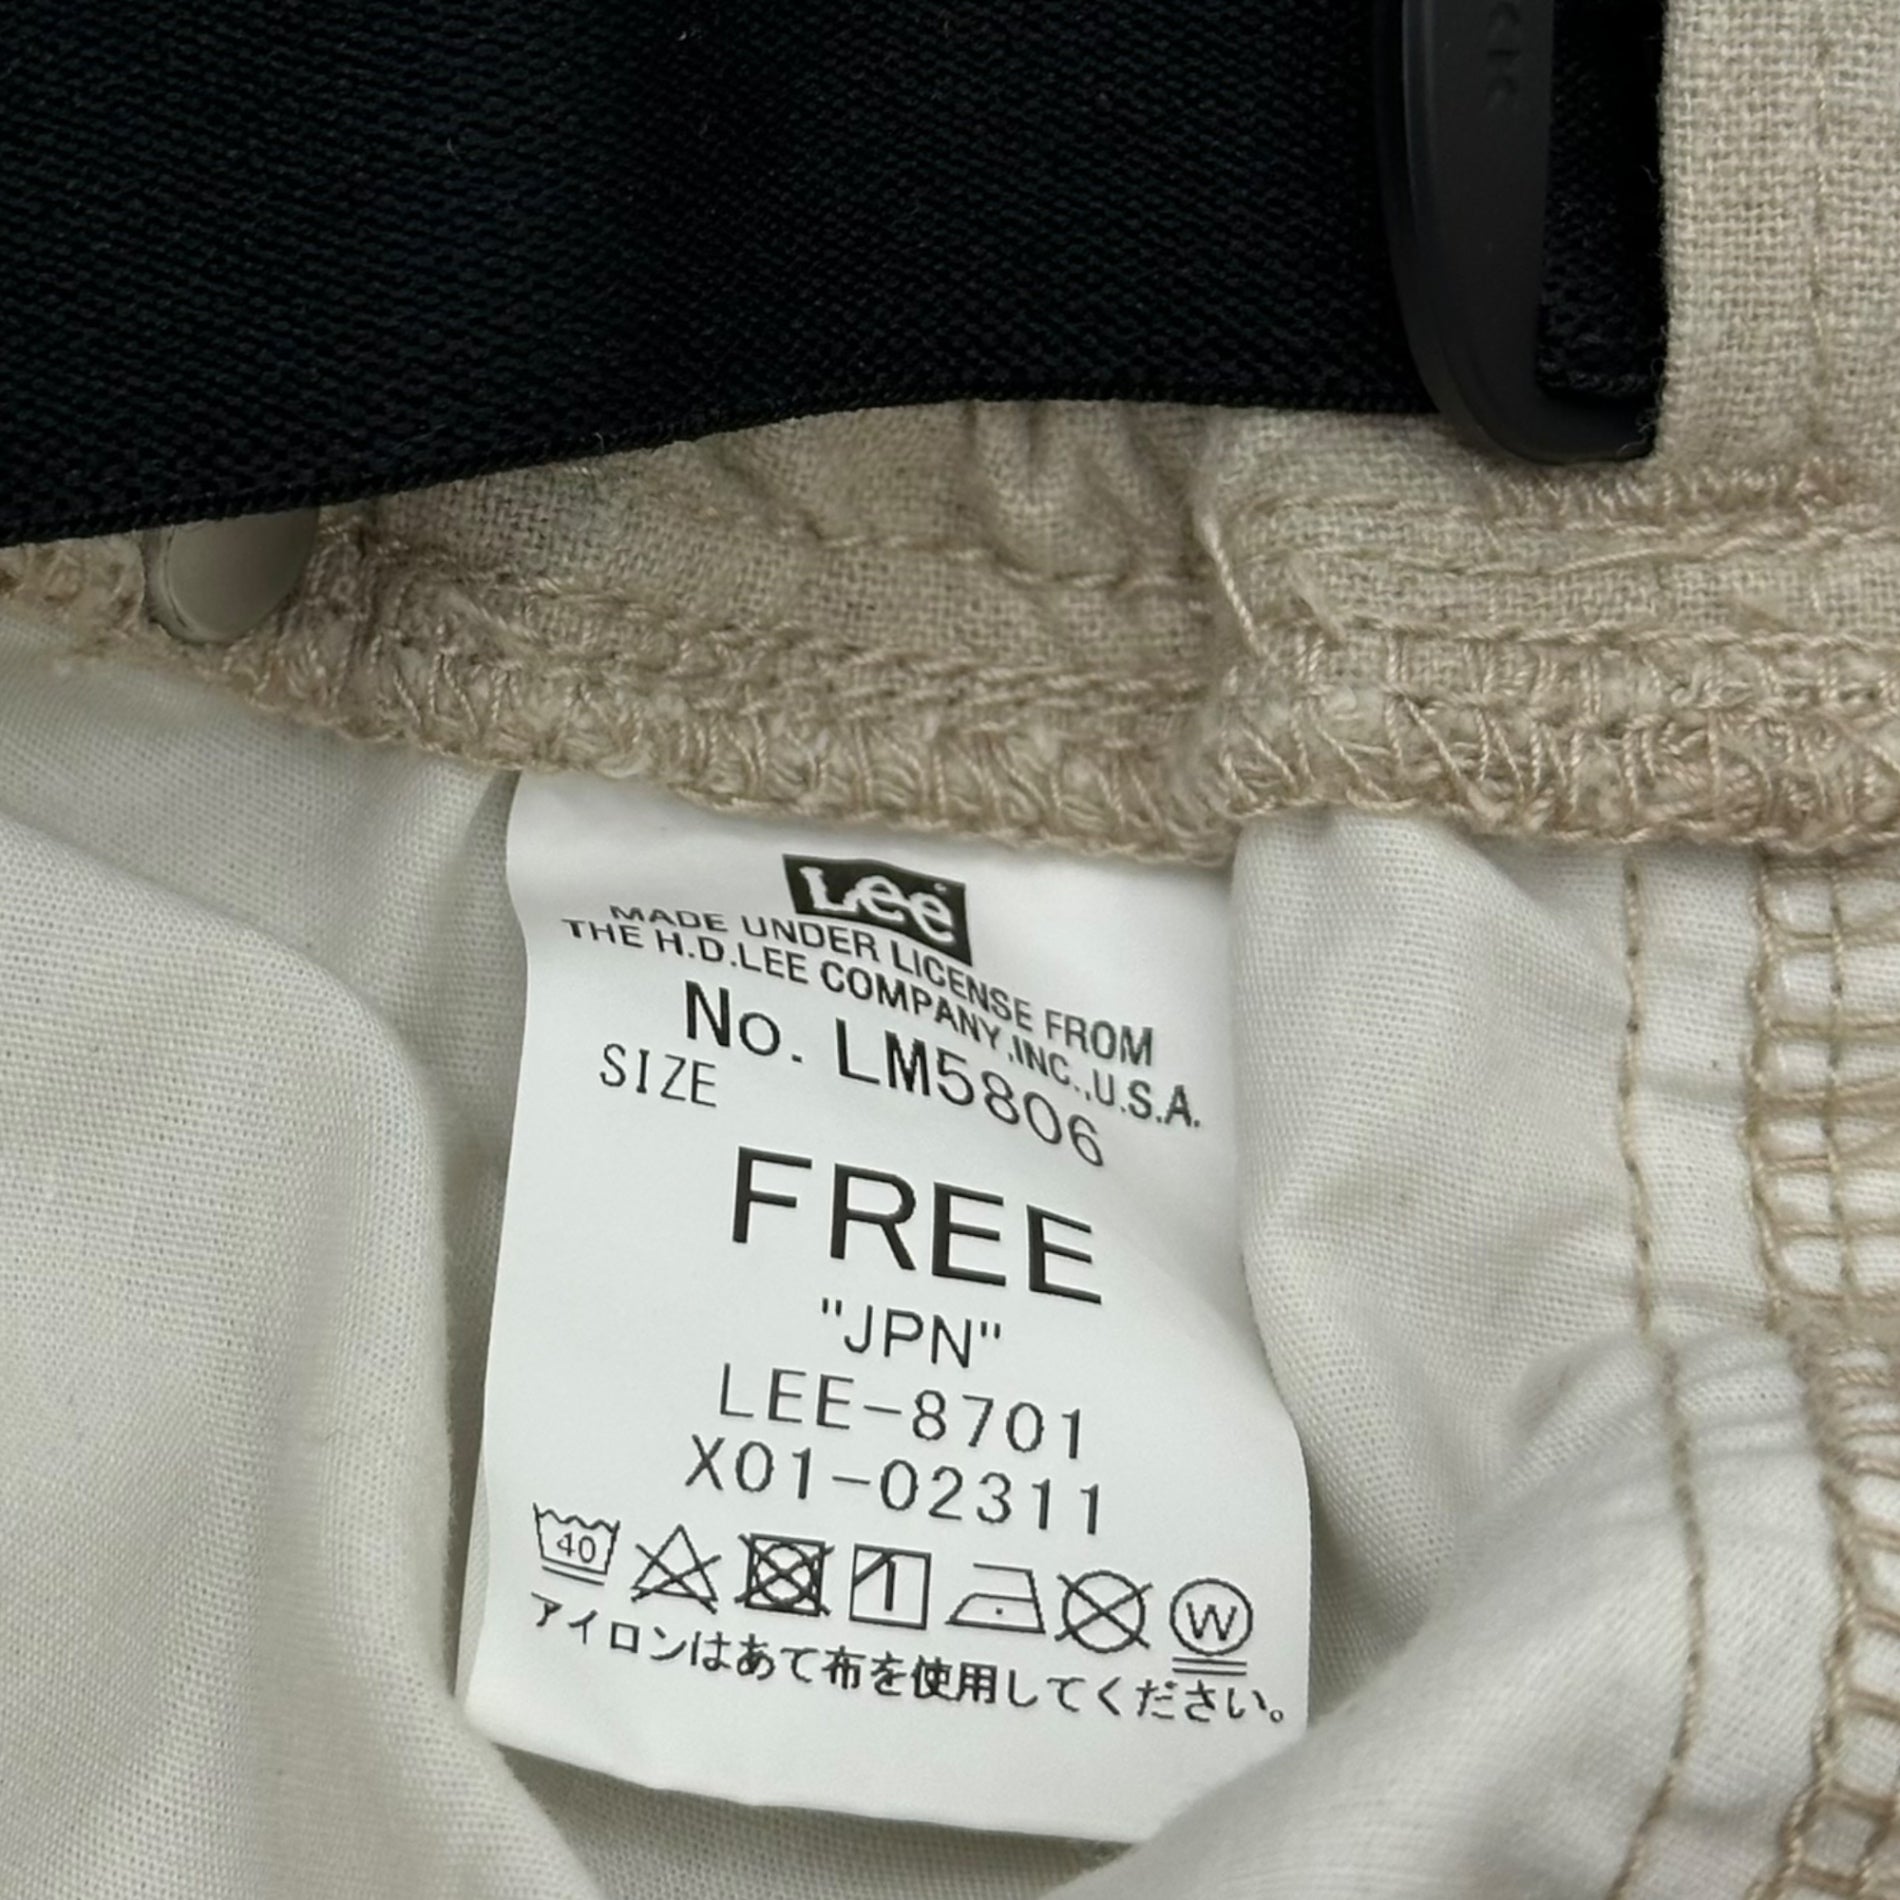 Lee
MADE UNDER LICENSE FROM
THE H.D.LEE COMPANY,INC.,U.S.A.
No. LM5806
SIZE
FREE
"JPN"
LEE-8701
X01-02311
40
W
アイロンはあて布を使用してください。